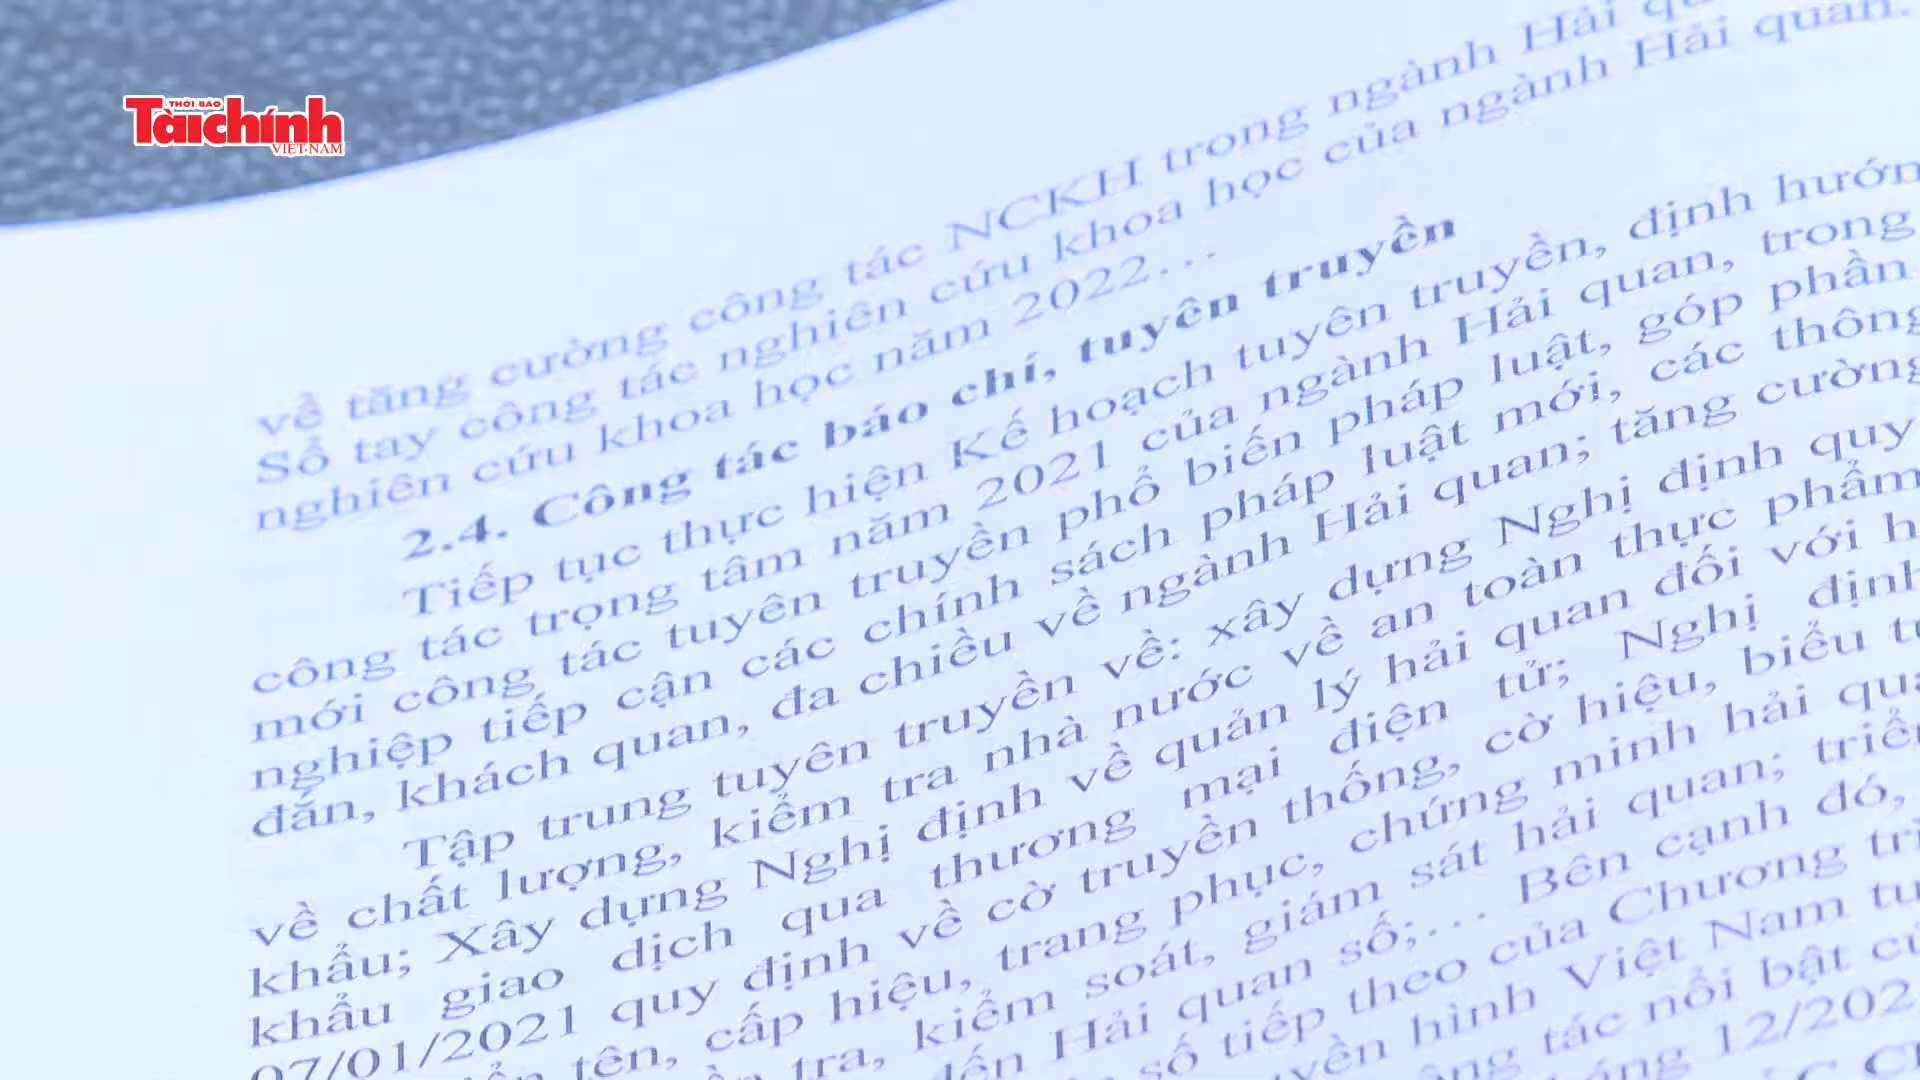 THỜI BÁO
Tàichính
VIỆT NAM
về tăng cường công tác NCKH trong ngành Hải
Sổ tay công tác nghiên cứu khoa học của ngành Hải quan.
nghiên cứu khoa học năm 2022...
2.4. Công tác báo chí, tuyên truyền
Tiếp tục thực hiện Kế hoạch tuyên truyền, định hướn
công tác trọng tâm năm 2021 của ngành Hải quan, trong
mới công tác tuyên truyền phổ biến pháp luật, góp phần
nghiệp tiếp cận các chính sách pháp luật mới, các thông
đắn, khách quan, đa chiều về ngành Hải quan; tăng cường
Tập trung tuyên truyền về: xây dựng Nghị định quy
về chất lượng, kiểm tra nhà nước về an toàn thực phẩm
khẩu; Xây dựng Nghị định về quản lý hải quan đối với h
khẩu giao dịch qua thương mại điện tử; Nghị định
07/01/2021 quy định về cờ truyền thống, cờ hiệu, biểu
tên, cấp hiệu, trang phục, chứng minh hải qua
tra, kiểm soát, giám sát hải quan; triển
đến Hải quan số;... Bên cạnh đó,
số tiếp theo của Chương
hình Việt Nam
tác nổi bật
12/202